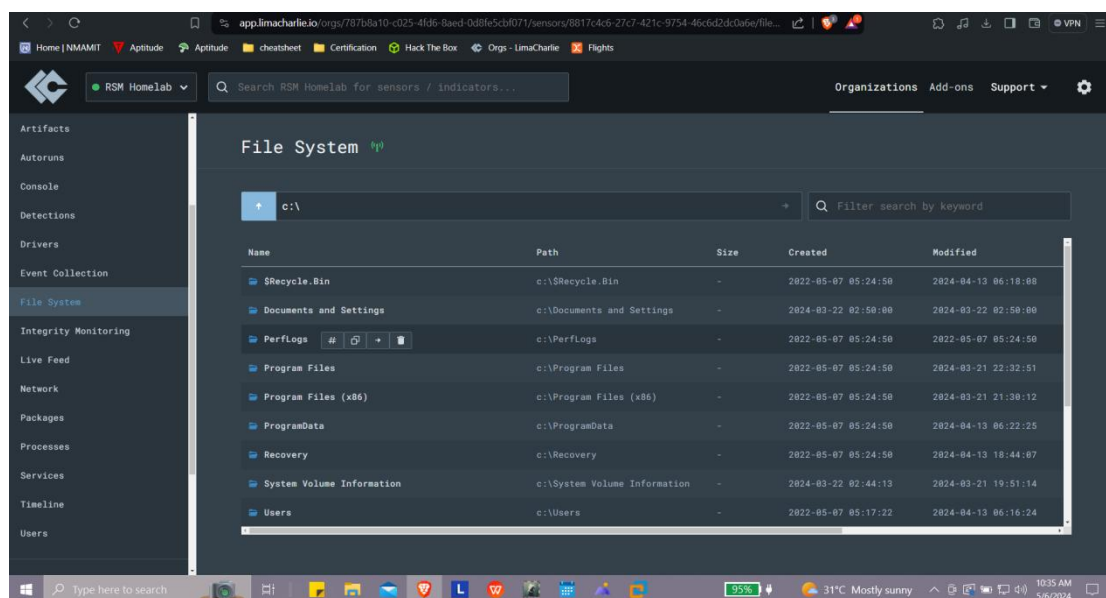 app.limacharlie.io/orgs/787b8a10-c025-4fd6-8aed-0d8fe5cbf071/sensors/8817c4c6-27c7-421c-9754-46c6d2dc0a6e/file...
VPN
Home | NMAMIT Aptitude Aptitude cheatsheet Certification Hack The Box Orgs - LimaCharlie Flights
RSM Homelab Search RSM Homelab for sensors / indicators... Organizations Add-ons Support
Artifacts
Autoruns
Console
Detections
Drivers
Event Collection
File System
Integrity Monitoring
Live Feed
Network
Packages
Processes
Services
Timeline
Users
File System
c:\ Filter search by keyword
Name Path Size Created Modified
$Recycle.Bin c:\$Recycle.Bin - 2022-05-07 05:24:50 2024-04-13 06:18:08
Documents and Settings c:\Documents and Settings - 2024-03-22 02:50:00 2024-03-22 02:50:00
PerfLogs # c:\PerfLogs - 2022-05-07 05:24:50 2022-05-07 05:24:50
Program Files c:\Program Files - 2022-05-07 05:24:50 2024-03-21 22:32:51
Program Files (x86) c:\Program Files (x86) - 2022-05-07 05:24:50 2024-03-21 21:30:12
ProgramData c:\ProgramData - 2022-05-07 05:24:50 2024-04-13 06:22:25
Recovery c:\Recovery - 2022-05-07 05:24:50 2024-04-13 18:44:07
System Volume Information c:\System Volume Information - 2024-03-22 02:44:13 2024-03-21 19:51:14
Users c:\Users - 2022-05-07 05:17:22 2024-04-13 06:16:24
Type here to search
L W
95%
31°C Mostly sunny
10:35 AM
5/6/2024